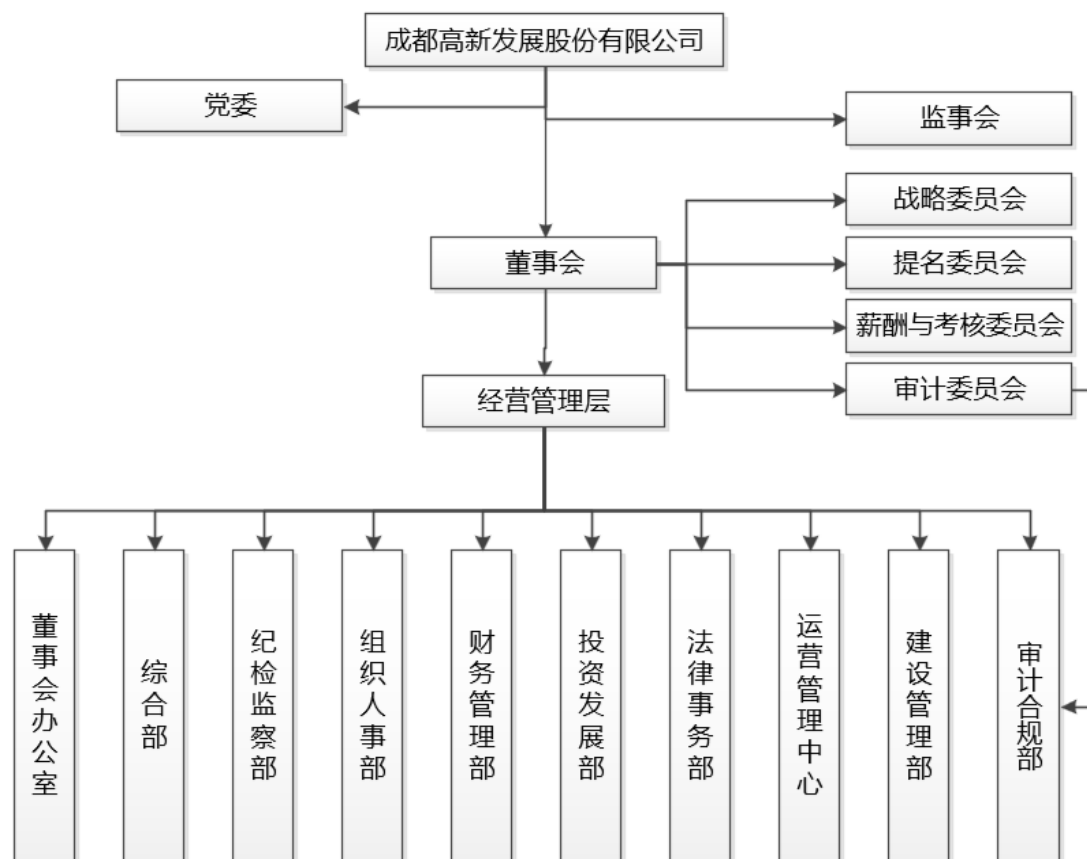 成都高新发展股份有限公司
党委
监事会
战略委员会
董事会
提名委员会
薪酬与考核委员会
经营管理层
审计委员会
董事会办公室
综合部
纪检监察部
组织人事部
财务管理部
投资发展部
法律事务部
运营管理中心
建设管理部
审计合规部